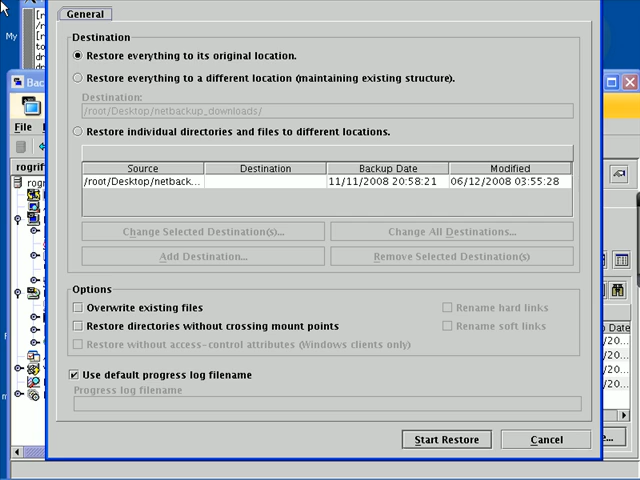 My
General
Bac
File
rogrif
rogr
Destination
Restore everything to its original location.
Restore everything to a different location (maintaining existing structure).
Destination:
/root/Desktop/netbackup_downloads/
Restore individual directories and files to different locations.
Source Destination Backup Date Modified
/root/Desktop/netback... 11/11/2008 20:58:21 06/12/2008 03:55:28
Change Selected Destination(s)... Change All Destinations...
Add Destination... Remove Selected Destination(s)
Options
Overwrite existing files Rename hard links
Restore directories without crossing mount points Rename soft links
Restore without access-control attributes (Windows clients only)
Use default progress log filename
Progress log filename
Start Restore Cancel
up Date
/20...
/20...
/20...
/20...
e...